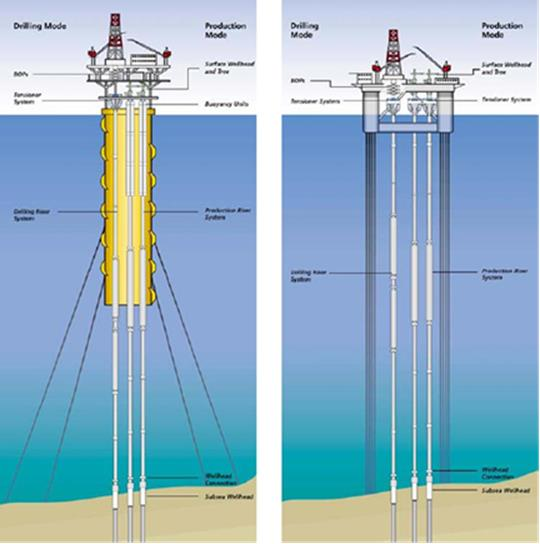 Drilling Mode
Production
Mode
Surface Wellhead
and Tree
BOPs
Tensioner
System
Buoyancy Units
Drilling Riser
System
Production Riser
System
Wellhead
Connection
Subsea Wellhead
Drilling
Mode
Production
Mode
Surface Wellhead
and Tree
BOPs
Tensioner System
Tensioner System
Drilling Riser
System
Production Riser
System
Wellhead
Connection
Subsea Wellhead